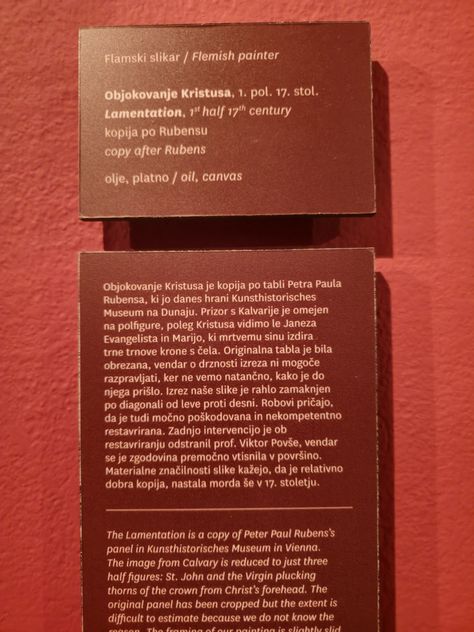 Flamski slikar / Flemish painter
Objokovanje Kristusa, 1. pol. 17. stol.
Lamentation, 1st half 17th century
kopija po Rubensu
copy after Rubens
olje, platno / oil, canvas
Objokovanje Kristusa je kopija po tabli Petra Paula
Rubensa, ki jo danes hrani Kunsthistorisches
Museum na Dunaju. Prizor s Kalvarije je omejen
na polfigure, poleg Kristusa vidimo le Janeza
Evangelista in Marijo, ki mrtvemu sinu izdira
trne trnove krone s čela. Originalna tabla je bila
obrezana, vendar o drznosti izreza ni mogoče
razpravljati, ker ne vemo natančno, kako je do
njega prišlo. Izrez naše slike je rahlo zamaknjen
po diagonali od leve proti desni. Robovi pričajo,
da je tudi močno poškodovana in nekompetentno
restavrirana. Zadnjo intervencijo je ob
restavriranju odstranil prof. Viktor Povše, vendar
se je zgodovina premočno vtisnila v površino.
Materialne značilnosti slike kažejo, da je relativno
dobra kopija, nastala morda še v 17. stoletju.
The Lamentation is a copy of Peter Paul Rubens's
panel in Kunsthistorisches Museum in Vienna.
The image from Calvary is reduced to just three
half figures: St. John and the Virgin plucking
thorns of the crown from Christ's forehead. The
original panel has been cropped but the extent is
difficult to estimate because we do not know the
reason. The framing of our painting is slightly slid